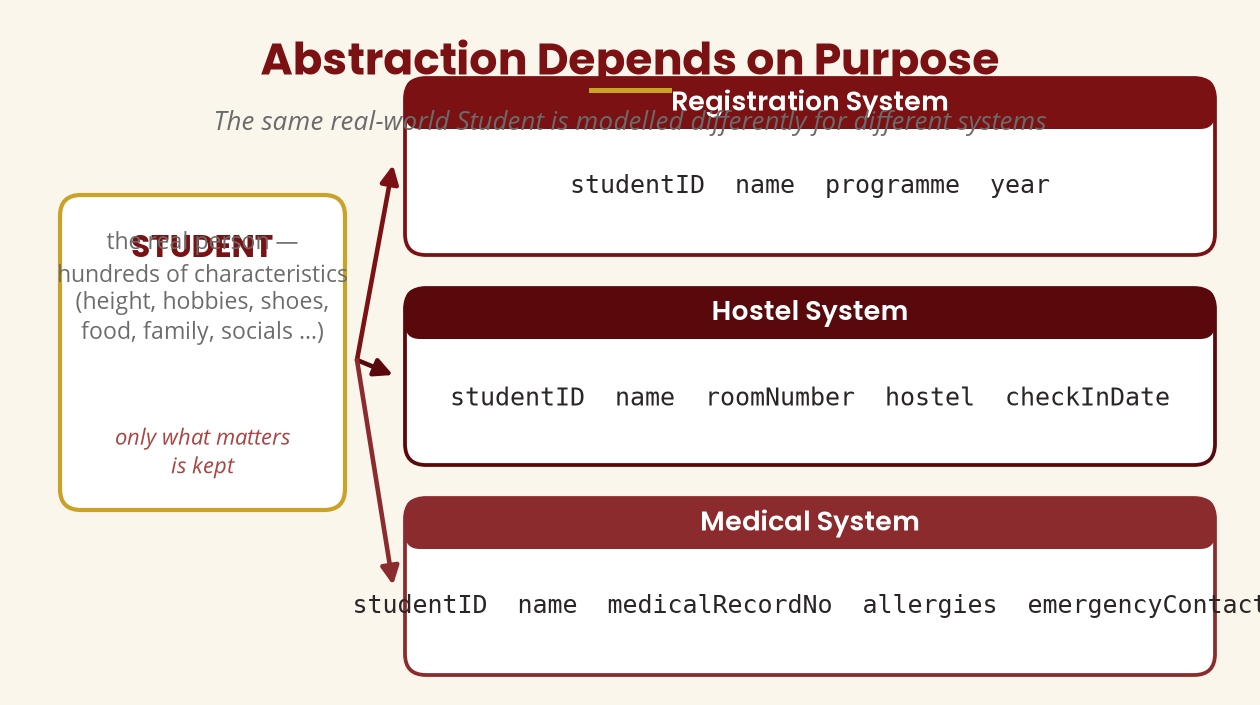 Abstraction Depends on Purpose
The same real-world Student is modelled differently for different systems
STUDENT
the real person —
hundreds of characteristics
(height, hobbies, shoes,
food, family, socials ...)
only what matters
is kept
Registration System
studentID name programme year
Hostel System
studentID name roomNumber hostel checkInDate
Medical System
studentID name medicalRecordNo allergies emergencyContact